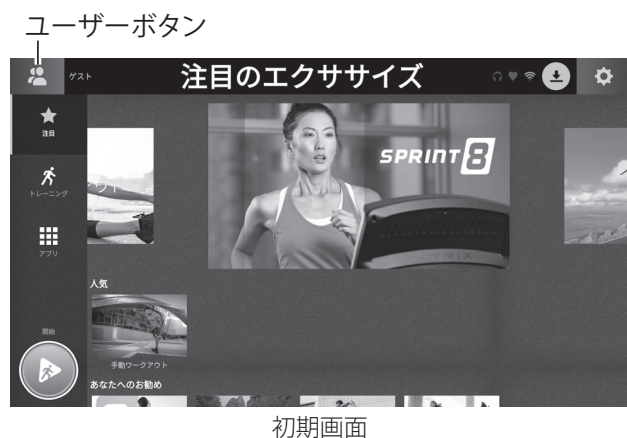 ユーザーボタン
ゲスト
注目のエクササイズ
注目
SPRINT 8
トレーニング
アプリ
人気
手動ワークアウト
開始
あなたへのお勧め
初期画面